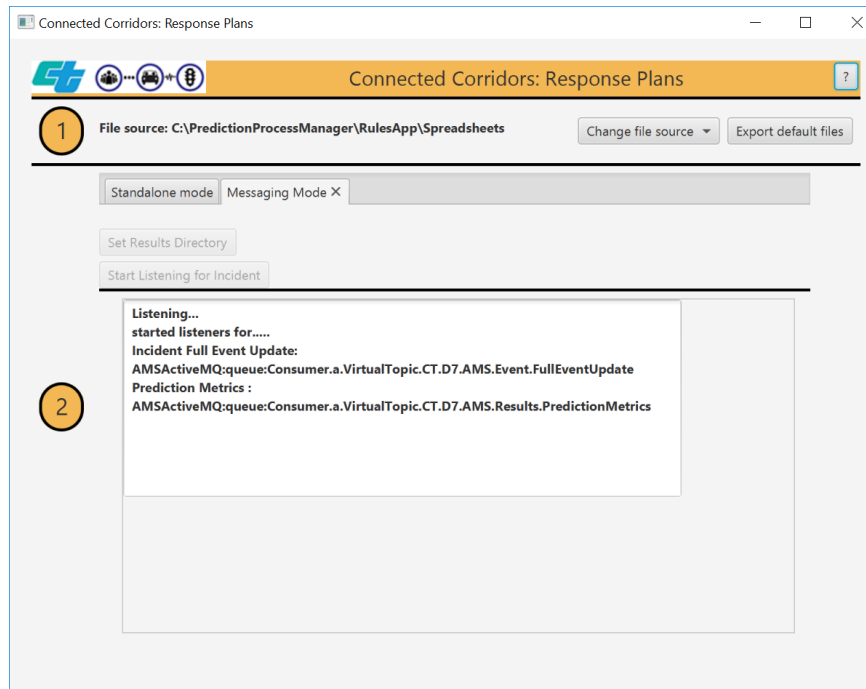 Connected Corridors: Response Plans
Connected Corridors: Response Plans
?
1
File source: C:\PredictionProcessManager\RulesApp\Spreadsheets
Change file source
Export default files
Standalone mode
Messaging Mode
Set Results Directory
Start Listening for Incident
Listening...
started listeners for.....
Incident Full Event Update:
AMSActiveMQ:queue:Consumer.a.VirtualTopic.CT.D7.AMS.Event.FullEventUpdate
Prediction Metrics :
AMSActiveMQ:queue:Consumer.a.VirtualTopic.CT.D7.AMS.Results.PredictionMetrics
2